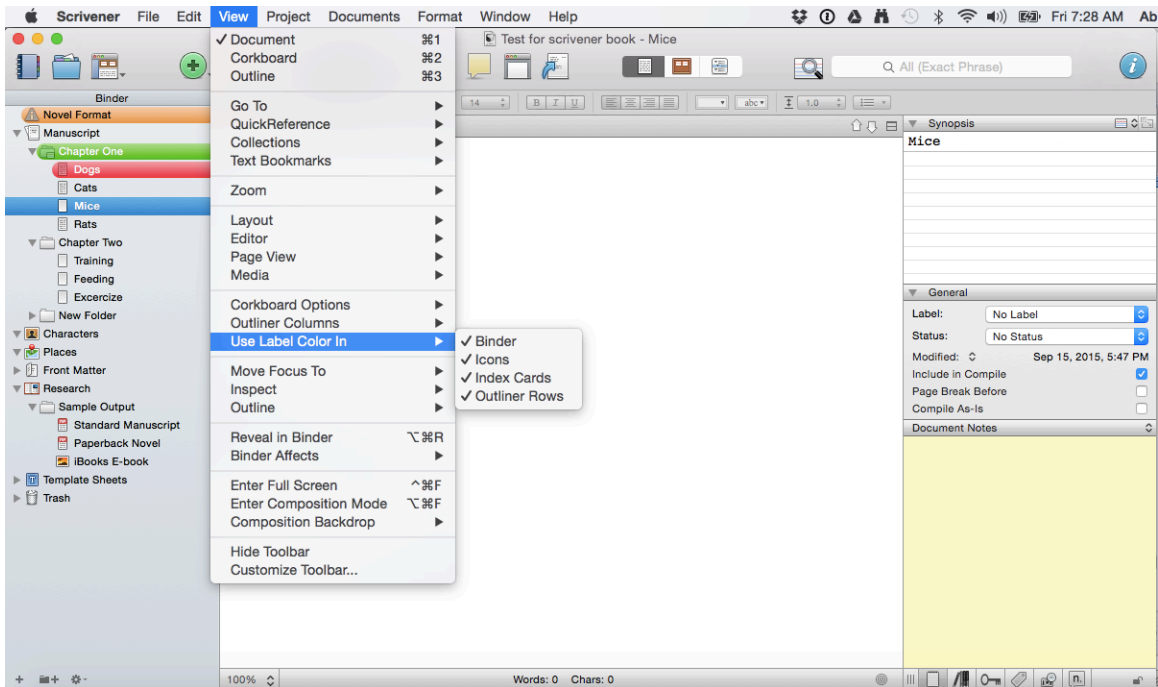 Scrivener File Edit View Project Documents Format Window Help Fri 7:28 AM Ab
Test for scrivener book - Mice
All (Exact Phrase)
Binder
Novel Format
Manuscript
Chapter One
Dogs
Cats
Mice
Rats
Chapter Two
Training
Feeding
Excercize
New Folder
Characters
Places
Front Matter
Research
Sample Output
Standard Manuscript
Paperback Novel
iBooks E-book
Template Sheets
Trash
✓ Document ⌘1
Corkboard ⌘2
Outline ⌘3
Go To
QuickReference
Collections
Text Bookmarks
Zoom
Layout
Editor
Page View
Media
Corkboard Options
Outliner Columns
Use Label Color In
Move Focus To
Inspect
Outline
Reveal in Binder ⌥⌘R
Binder Affects
Enter Full Screen ^⌘F
Enter Composition Mode ⌥⌘F
Composition Backdrop
Hide Toolbar
Customize Toolbar...
✓ Binder
✓ Icons
✓ Index Cards
✓ Outliner Rows
14 B I U abc 1.0
Synopsis
Mice
General
Label: No Label
Status: No Status
Modified: Sep 15, 2015, 5:47 PM
Include in Compile
Page Break Before
Compile As-Is
Document Notes
100% Words: 0 Chars: 0 n.